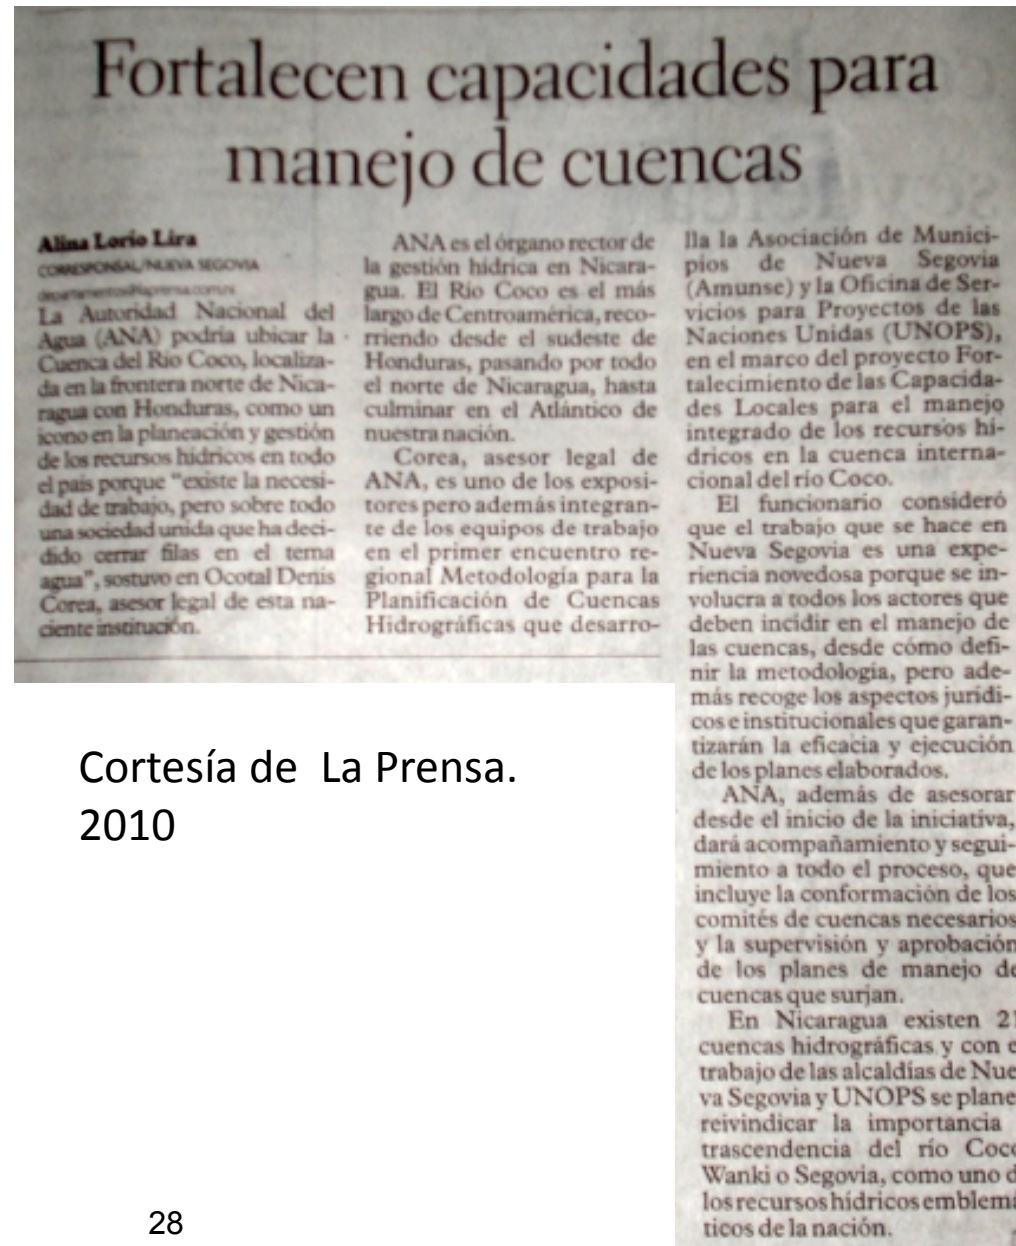 Fortalecen capacidades para
manejo de cuencas
Alina Lorío Lira
CORRESPONSAL/NUEVA SEGOVIA
departamentos@laprensa.com.ni
La Autoridad Nacional del
Agua (ANA) podría ubicar la
Cuenca del Río Coco, localiza-
da en la frontera norte de Nica-
ragua con Honduras, como un
icono en la planeación y gestión
de los recursos hídricos en todo
el país porque "existe la necesi-
dad de trabajo, pero sobre todo
una sociedad unida que ha deci-
dido cerrar filas en el tema
agua", sostuvo en Ocotal Denis
Corea, asesor legal de esta na-
ciente institución.
ANA es el órgano rector de
la gestión hídrica en Nicara-
gua. El Río Coco es el más
largo de Centroamérica, reco-
rriendo desde el sudeste de
Honduras, pasando por todo
el norte de Nicaragua, hasta
culminar en el Atlántico de
nuestra nación.
Corea, asesor legal de
ANA, es uno de los exposi-
tores pero además integran-
te de los equipos de trabajo
en el primer encuentro re-
gional Metodología para la
Planificación de Cuencas
Hidrográficas que desarro-
lla la Asociación de Munici-
pios de Nueva Segovia
(Amunse) y la Oficina de Ser-
vicios para Proyectos de las
Naciones Unidas (UNOPS),
en el marco del proyecto For-
talecimiento de las Capacida-
des Locales para el manejo
integrado de los recursos hí-
dricos en la cuenca interna-
cional del río Coco.
El funcionario consideró
que el trabajo que se hace en
Nueva Segovia es una expe-
riencia novedosa porque se in-
volucra a todos los actores que
deben incidir en el manejo de
las cuencas, desde cómo defi-
nir la metodología, pero ade-
más recoge los aspectos jurídi-
cos e institucionales que garan-
tizarán la eficacia y ejecución
de los planes elaborados.
ANA, además de asesorar
desde el inicio de la iniciativa,
dará acompañamiento y segui-
miento a todo el proceso, que
incluye la conformación de los
comités de cuencas necesarios
y la supervisión y aprobación
de los planes de manejo de
cuencas que surjan.
En Nicaragua existen 21
cuencas hidrográficas y con e
trabajo de las alcaldías de Nue
va Segovia y UNOPS se plane
reivindicar la importancia
trascendencia del río Coco
Wanki o Segovia, como uno d
los recursos hídricos emblemá
ticos de la nación.
Cortesía de La Prensa.
2010
28